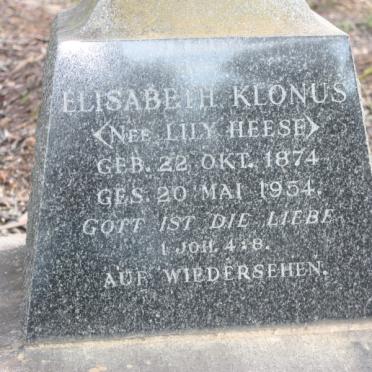 ELISABETH KLONUS
<NEE LILY HEESE>
GEB. 22 OKT. 1874
GES. 20 MAI 1954.
GOTT IST DIE LIEBE
1 JOH. 4:8.
AUF WIEDERSEHEN.